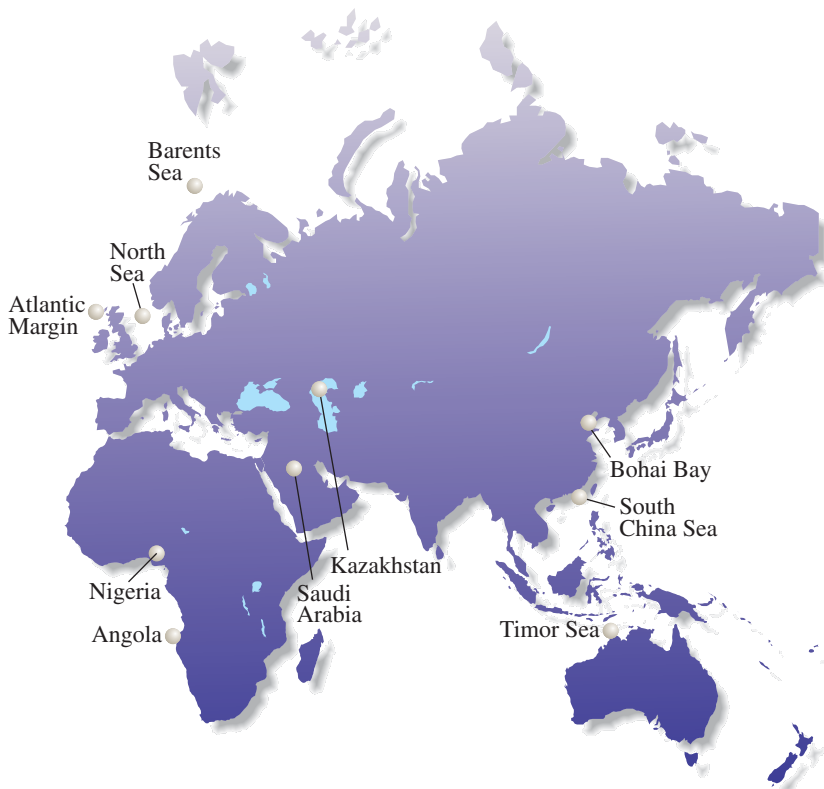 Barents
Sea
North
Sea
Atlantic
Margin
Bohai Bay
South
China Sea
Kazakhstan
Nigeria
Saudi
Arabia
Angola
Timor Sea